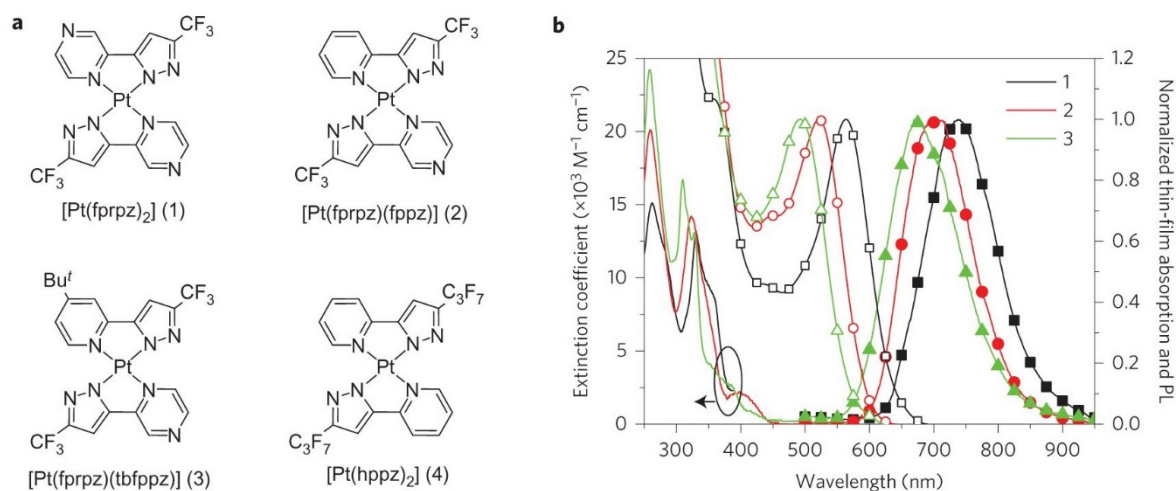 a
CF₃
N
N
N
N
Pt
N
N
N
N
CF₃
[Pt(fprpz)₂] (1)
CF₃
N
N
N
Pt
N
N
N
N
CF₃
[Pt(fprpz)(fppz)] (2)
Buᵗ
CF₃
N
N
N
Pt
N
N
N
N
CF₃
[Pt(fprpz)(tbfppz)] (3)
C₃F₇
N
N
N
Pt
N
N
N
C₃F₇
[Pt(hppz)₂] (4)
b
Extinction coefficient (×10³ M⁻¹ cm⁻¹)
25
20
15
10
5
0
1
2
3
1.2
1.0
0.8
0.6
0.4
0.2
0.0
Normalized thin-film absorption and PL
300 400 500 600 700 800 900
Wavelength (nm)